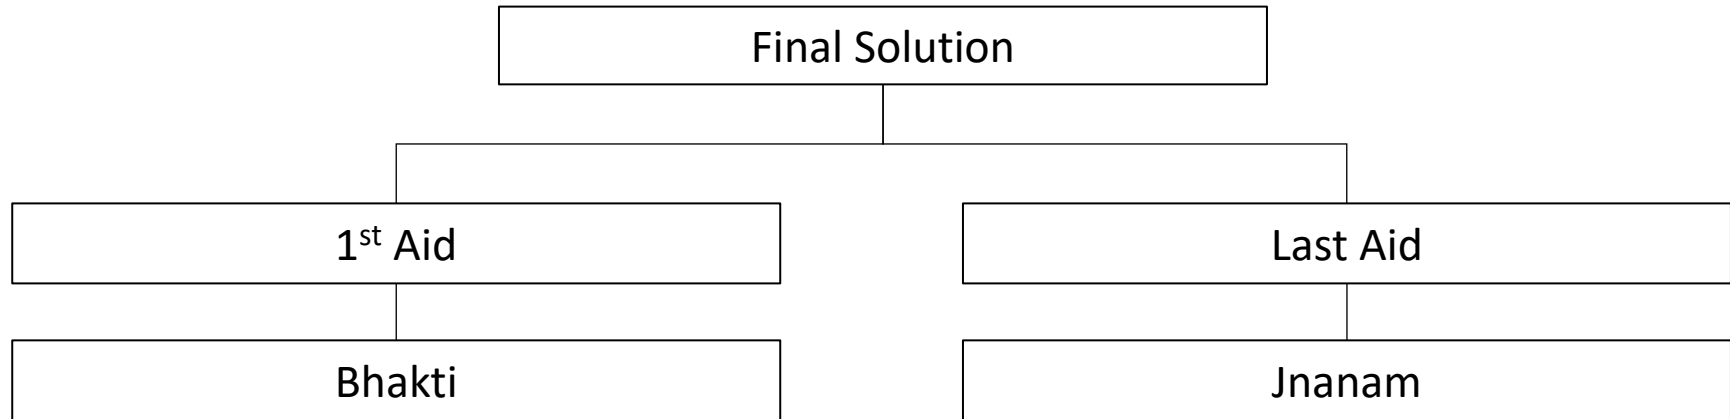 Final Solution
1st Aid
Last Aid
Bhakti
Jnanam